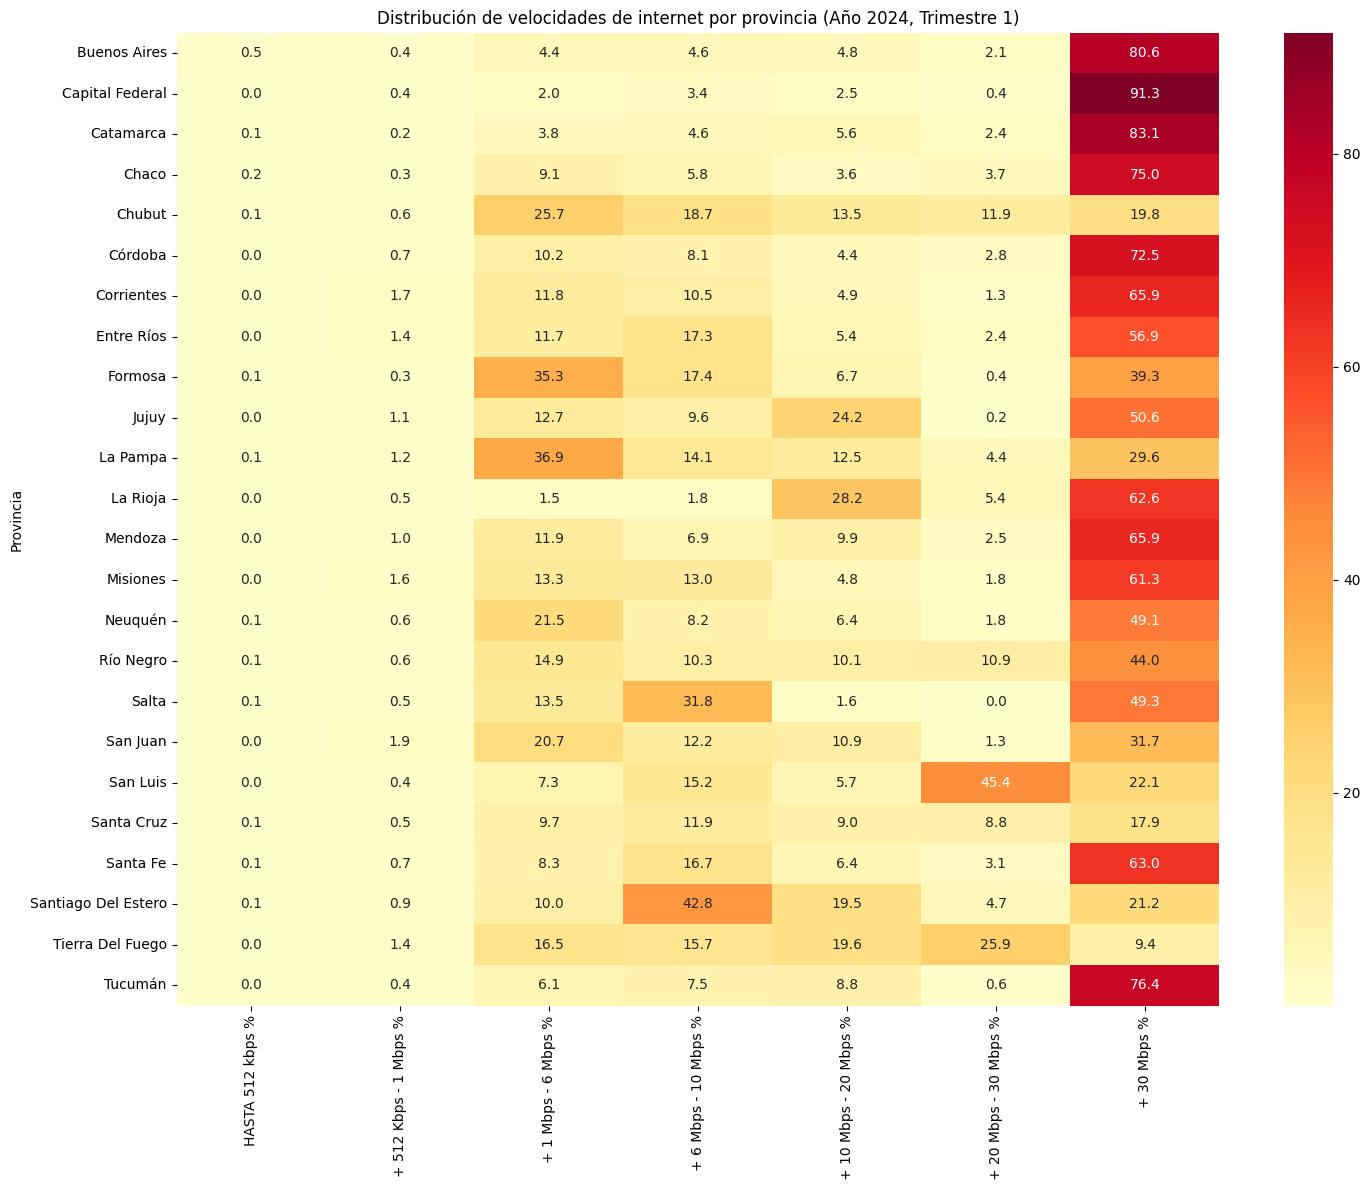 Distribución de velocidades de internet por provincia (Año 2024, Trimestre 1)
Provincia
Buenos Aires 0.5 0.4 4.4 4.6 4.8 2.1 80.6
Capital Federal 0.0 0.4 2.0 3.4 2.5 0.4 91.3
Catamarca 0.1 0.2 3.8 4.6 5.6 2.4 83.1
Chaco 0.2 0.3 9.1 5.8 3.6 3.7 75.0
Chubut 0.1 0.6 25.7 18.7 13.5 11.9 19.8
Córdoba 0.0 0.7 10.2 8.1 4.4 2.8 72.5
Corrientes 0.0 1.7 11.8 10.5 4.9 1.3 65.9
Entre Ríos 0.0 1.4 11.7 17.3 5.4 2.4 56.9
Formosa 0.1 0.3 35.3 17.4 6.7 0.4 39.3
Jujuy 0.0 1.1 12.7 9.6 24.2 0.2 50.6
La Pampa 0.1 1.2 36.9 14.1 12.5 4.4 29.6
La Rioja 0.0 0.5 1.5 1.8 28.2 5.4 62.6
Mendoza 0.0 1.0 11.9 6.9 9.9 2.5 65.9
Misiones 0.0 1.6 13.3 13.0 4.8 1.8 61.3
Neuquén 0.1 0.6 21.5 8.2 6.4 1.8 49.1
Río Negro 0.1 0.6 14.9 10.3 10.1 10.9 44.0
Salta 0.1 0.5 13.5 31.8 1.6 0.0 49.3
San Juan 0.0 1.9 20.7 12.2 10.9 1.3 31.7
San Luis 0.0 0.4 7.3 15.2 5.7 45.4 22.1
Santa Cruz 0.1 0.5 9.7 11.9 9.0 8.8 17.9
Santa Fe 0.1 0.7 8.3 16.7 6.4 3.1 63.0
Santiago Del Estero 0.1 0.9 10.0 42.8 19.5 4.7 21.2
Tierra Del Fuego 0.0 1.4 16.5 15.7 19.6 25.9 9.4
Tucumán 0.0 0.4 6.1 7.5 8.8 0.6 76.4
HASTA 512 kbps %
+ 512 Kbps - 1 Mbps %
+ 1 Mbps - 6 Mbps %
+ 6 Mbps - 10 Mbps %
+ 10 Mbps - 20 Mbps %
+ 20 Mbps - 30 Mbps %
+ 30 Mbps %
80
60
40
20